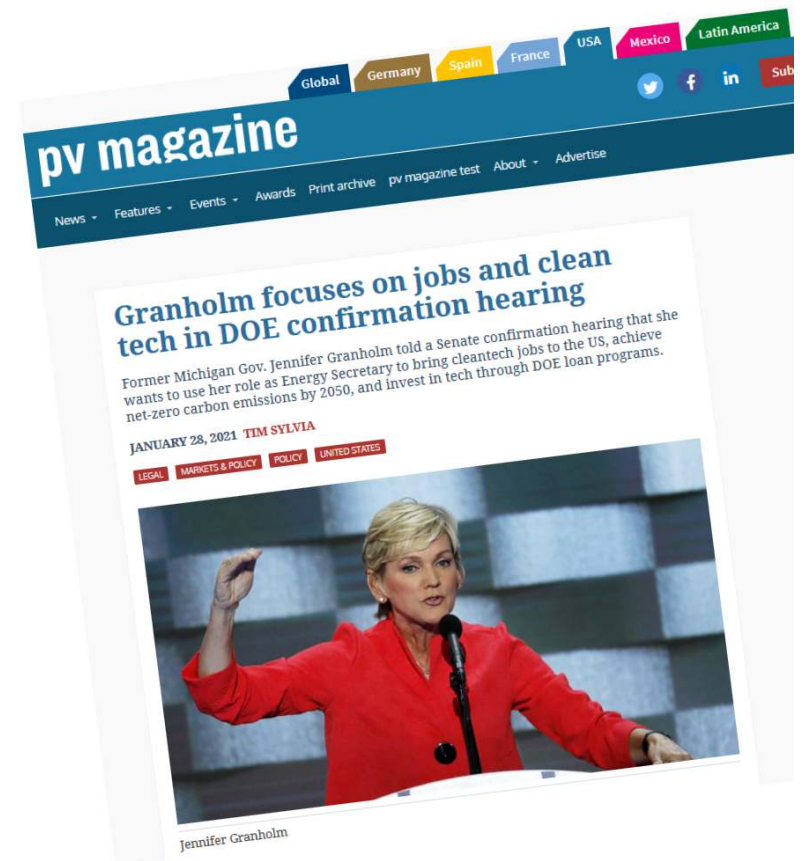 Global Germany Spain France USA Mexico Latin America
pv magazine
News Features Events Awards Print archive pv magazine test About Advertise
Granholm focuses on jobs and clean
tech in DOE confirmation hearing
Former Michigan Gov. Jennifer Granholm told a Senate confirmation hearing that she
wants to use her role as Energy Secretary to bring cleantech jobs to the US, achieve
net-zero carbon emissions by 2050, and invest in tech through DOE loan programs.
JANUARY 28, 2021 TIM SYLVIA
LEGAL MARKETS & POLICY POLICY UNITED STATES
Jennifer Granholm